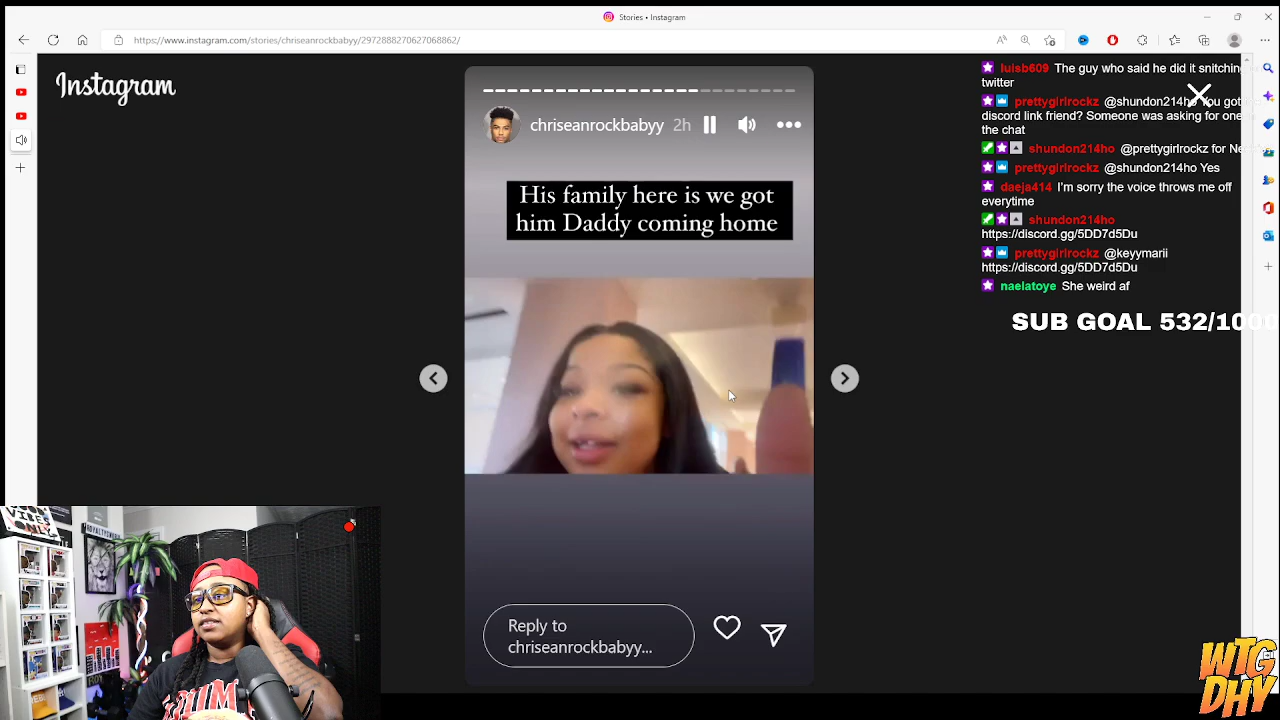 Stories • Instagram
https://www.instagram.com/stories/chriseanrockbabyy/2972888270627068862/
Instagram
chriseanrockbabyy 2h
His family here is we got
him Daddy coming home
Reply to
chriseanrockbabyy...
luisb609 The guy who said he did it snitching
twitter
prettygirlrockz @shundon214ho You got
discord link friend? Someone was asking for one
the chat
shundon214ho @prettygirlrockz for
prettygirlrockz @shundon214ho Yes
daeja414 I'm sorry the voice throws me off
everytime
shundon214ho
https://discord.gg/5DD7d5Du
prettygirlrockz @keyymarii
https://discord.gg/5DD7d5Du
naelatoye She weird af
SUB GOAL 532/1000
WTG
DHY